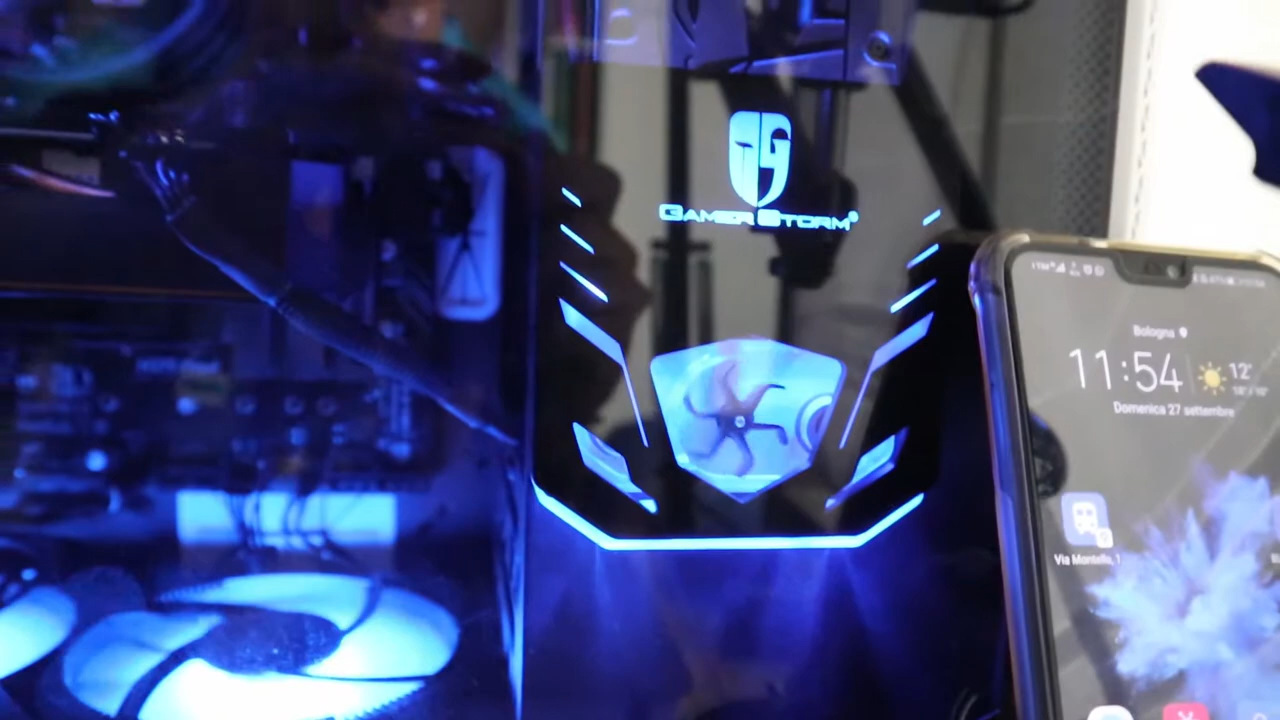 GAMER STORM®
Bologna
11:54
12°
Domenica 27 settembre
Via Montello, 1